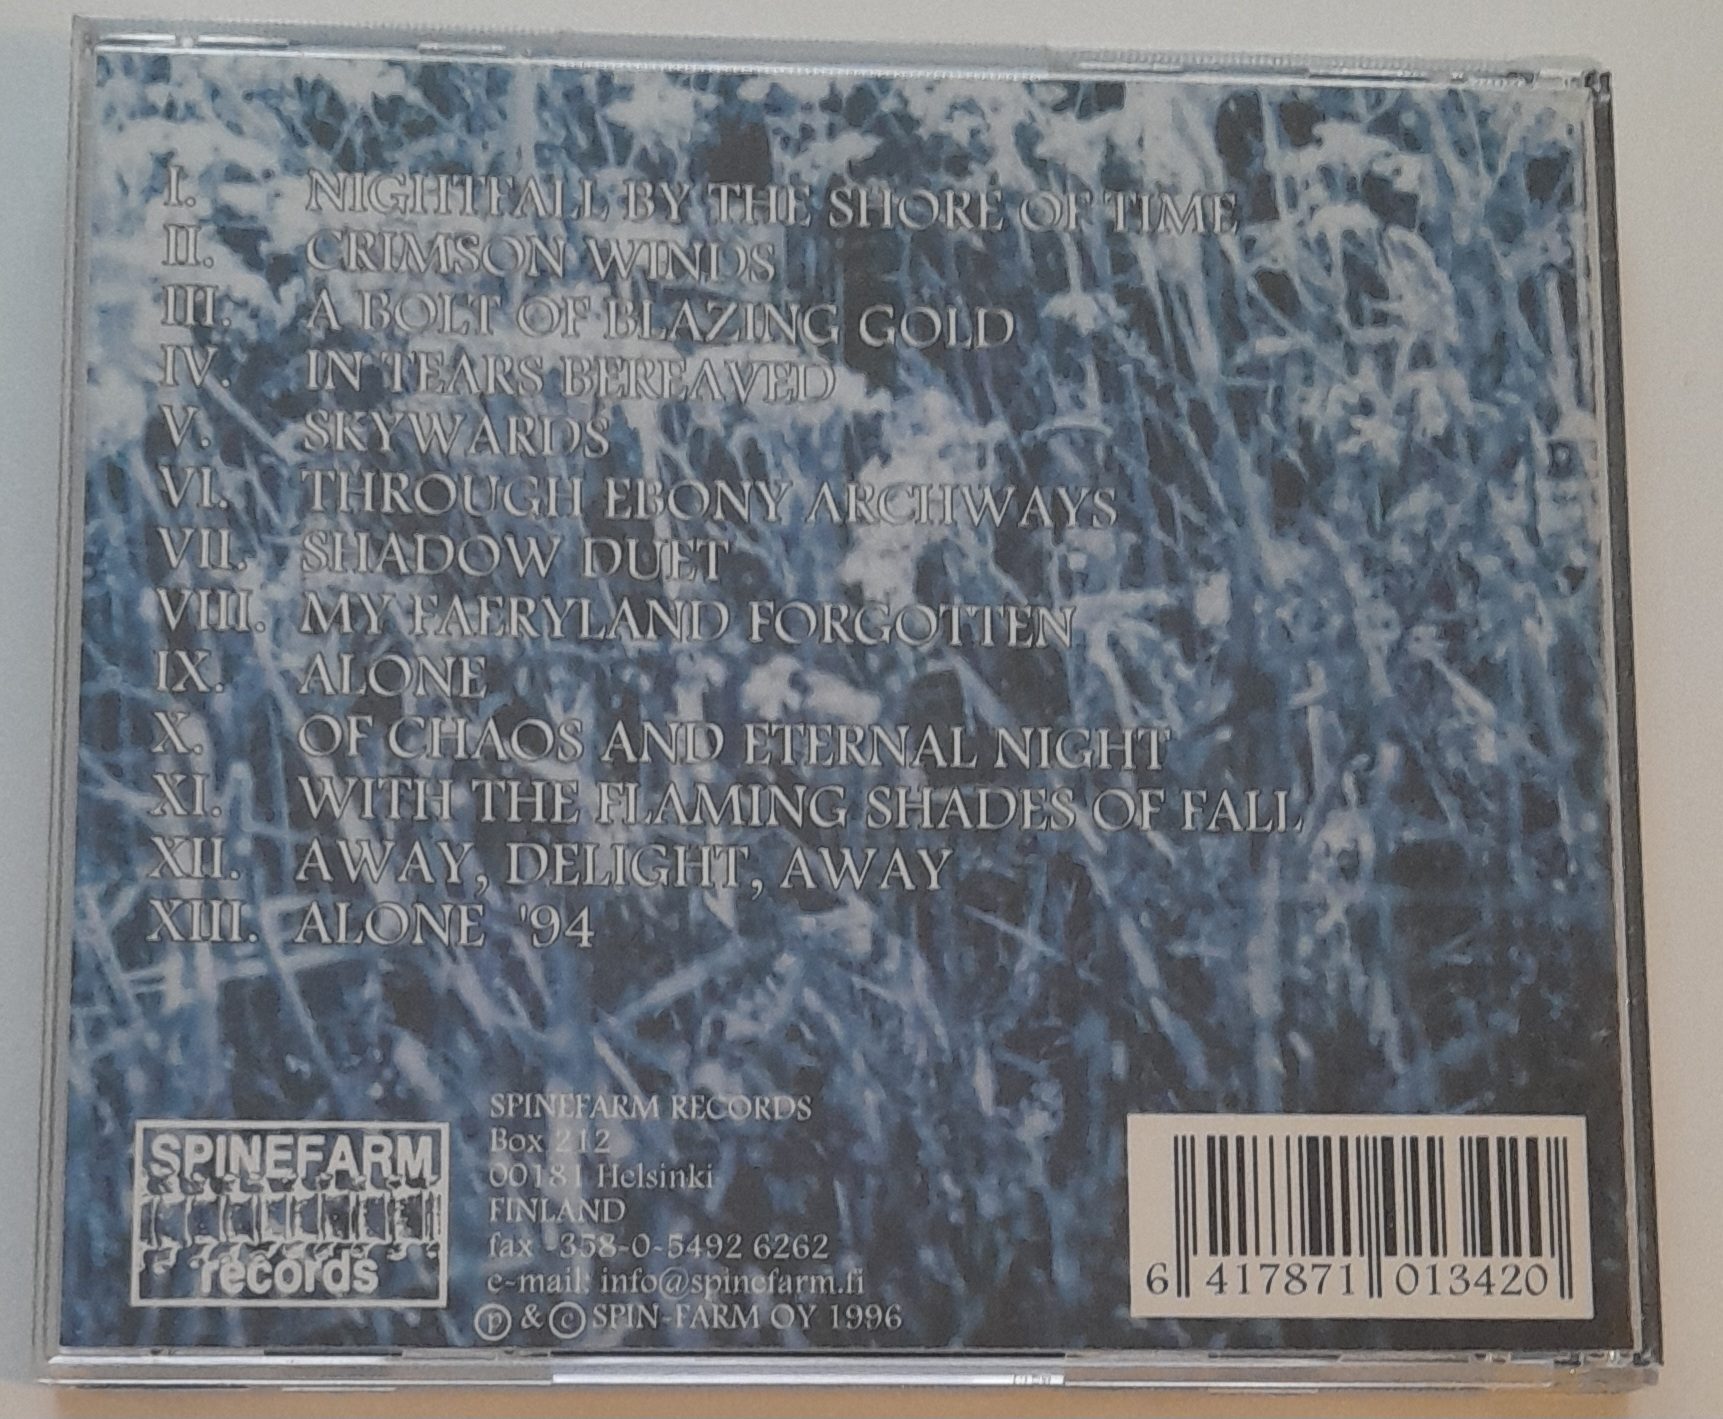 I. NIGHTFALL BY THE SHORE OF TIME
II. CRIMSON WINDS
III. A BOLT OF BLAZING GOLD
IV. IN TEARS BEREAVED
V. SKYWARDS
VI. THROUGH EBONY ARCHWAYS
VII. SHADOW DUET
VIII. MY FAERYLAND FORGOTTEN
IX. ALONE
X. OF CHAOS AND ETERNAL NIGHT
XI. WITH THE FLAMING SHADES OF FALL
XII. AWAY, DELIGHT, AWAY
XIII. ALONE '94
SPINEFARM
records
SPINEFARM RECORDS
Box 212
00181 Helsinki
FINLAND
fax -358-0-5492 6262
e-mail: info@spinefarm.fi
℗ & © SPIN-FARM OY 1996
6 417871 013420